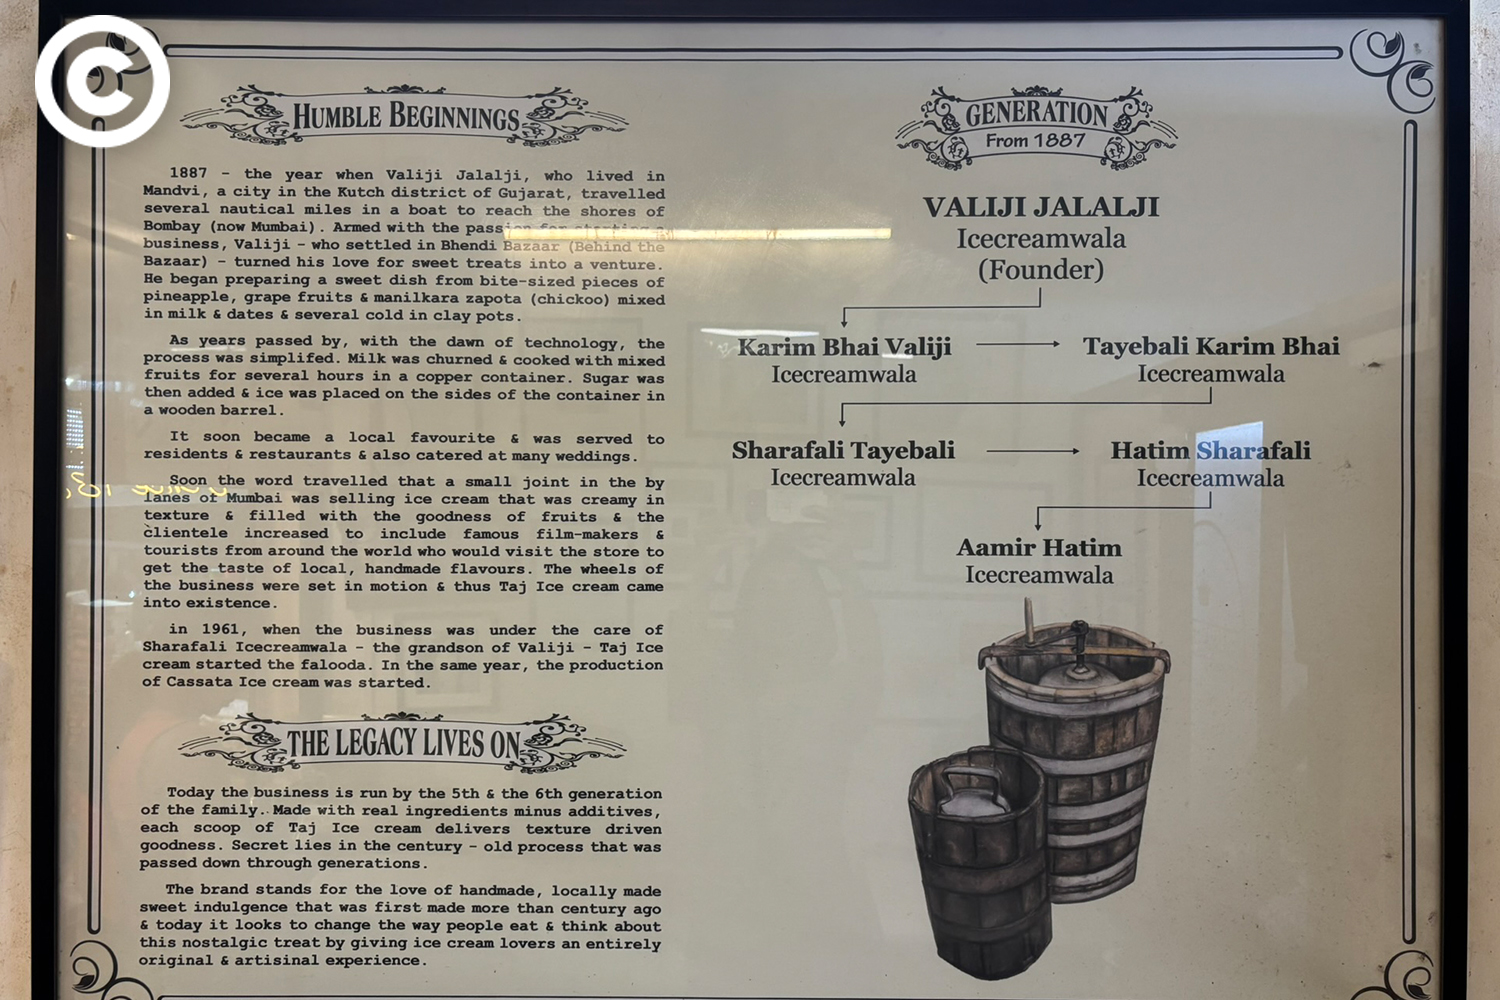 HUMBLE BEGINNINGS
1887 - the year when Valiji Jalalji, who lived in
Mandvi, a city in the Kutch district of Gujarat, travelled
several nautical miles in a boat to reach the shores of
Bombay (now Mumbai). Armed with the passion for starting a
business, Valiji - who settled in Bhendi Bazaar (Behind the
Bazaar) - turned his love for sweet treats into a venture.
He began preparing a sweet dish from bite-sized pieces of
pineapple, grape fruits & manilkara zapota (chickoo) mixed
in milk & dates & several cold in clay pots.
As years passed by, with the dawn of technology, the
process was simplifed. Milk was churned & cooked with mixed
fruits for several hours in a copper container. Sugar was
then added & ice was placed on the sides of the container in
a wooden barrel.
It soon became a local favourite & was served to
residents & restaurants & also catered at many weddings.
Soon the word travelled that a small joint in the by
lanes of Mumbai was selling ice cream that was creamy in
texture & filled with the goodness of fruits & the
clientele increased to include famous film-makers &
tourists from around the world who would visit the store to
get the taste of local, handmade flavours. The wheels of
the business were set in motion & thus Taj Ice cream came
into existence.
in 1961, when the business was under the care of
Sharafali Icecreamwala - the grandson of Valiji - Taj Ice
cream started the falooda. In the same year, the production
of Cassata Ice cream was started.
THE LEGACY LIVES ON
Today the business is run by the 5th & the 6th generation
of the family. Made with real ingredients minus additives,
each scoop of Taj Ice cream delivers texture driven
goodness. Secret lies in the century - old process that was
passed down through generations.
The brand stands for the love of handmade, locally made
sweet indulgence that was first made more than century ago
& today it looks to change the way people eat & think about
this nostalgic treat by giving ice cream lovers an entirely
original & artisinal experience.
GENERATION
From 1887
VALIJI JALALJI
Icecreamwala
(Founder)
Karim Bhai Valiji
Icecreamwala
Tayebali Karim Bhai
Icecreamwala
Sharafali Tayebali
Icecreamwala
Hatim Sharafali
Icecreamwala
Aamir Hatim
Icecreamwala